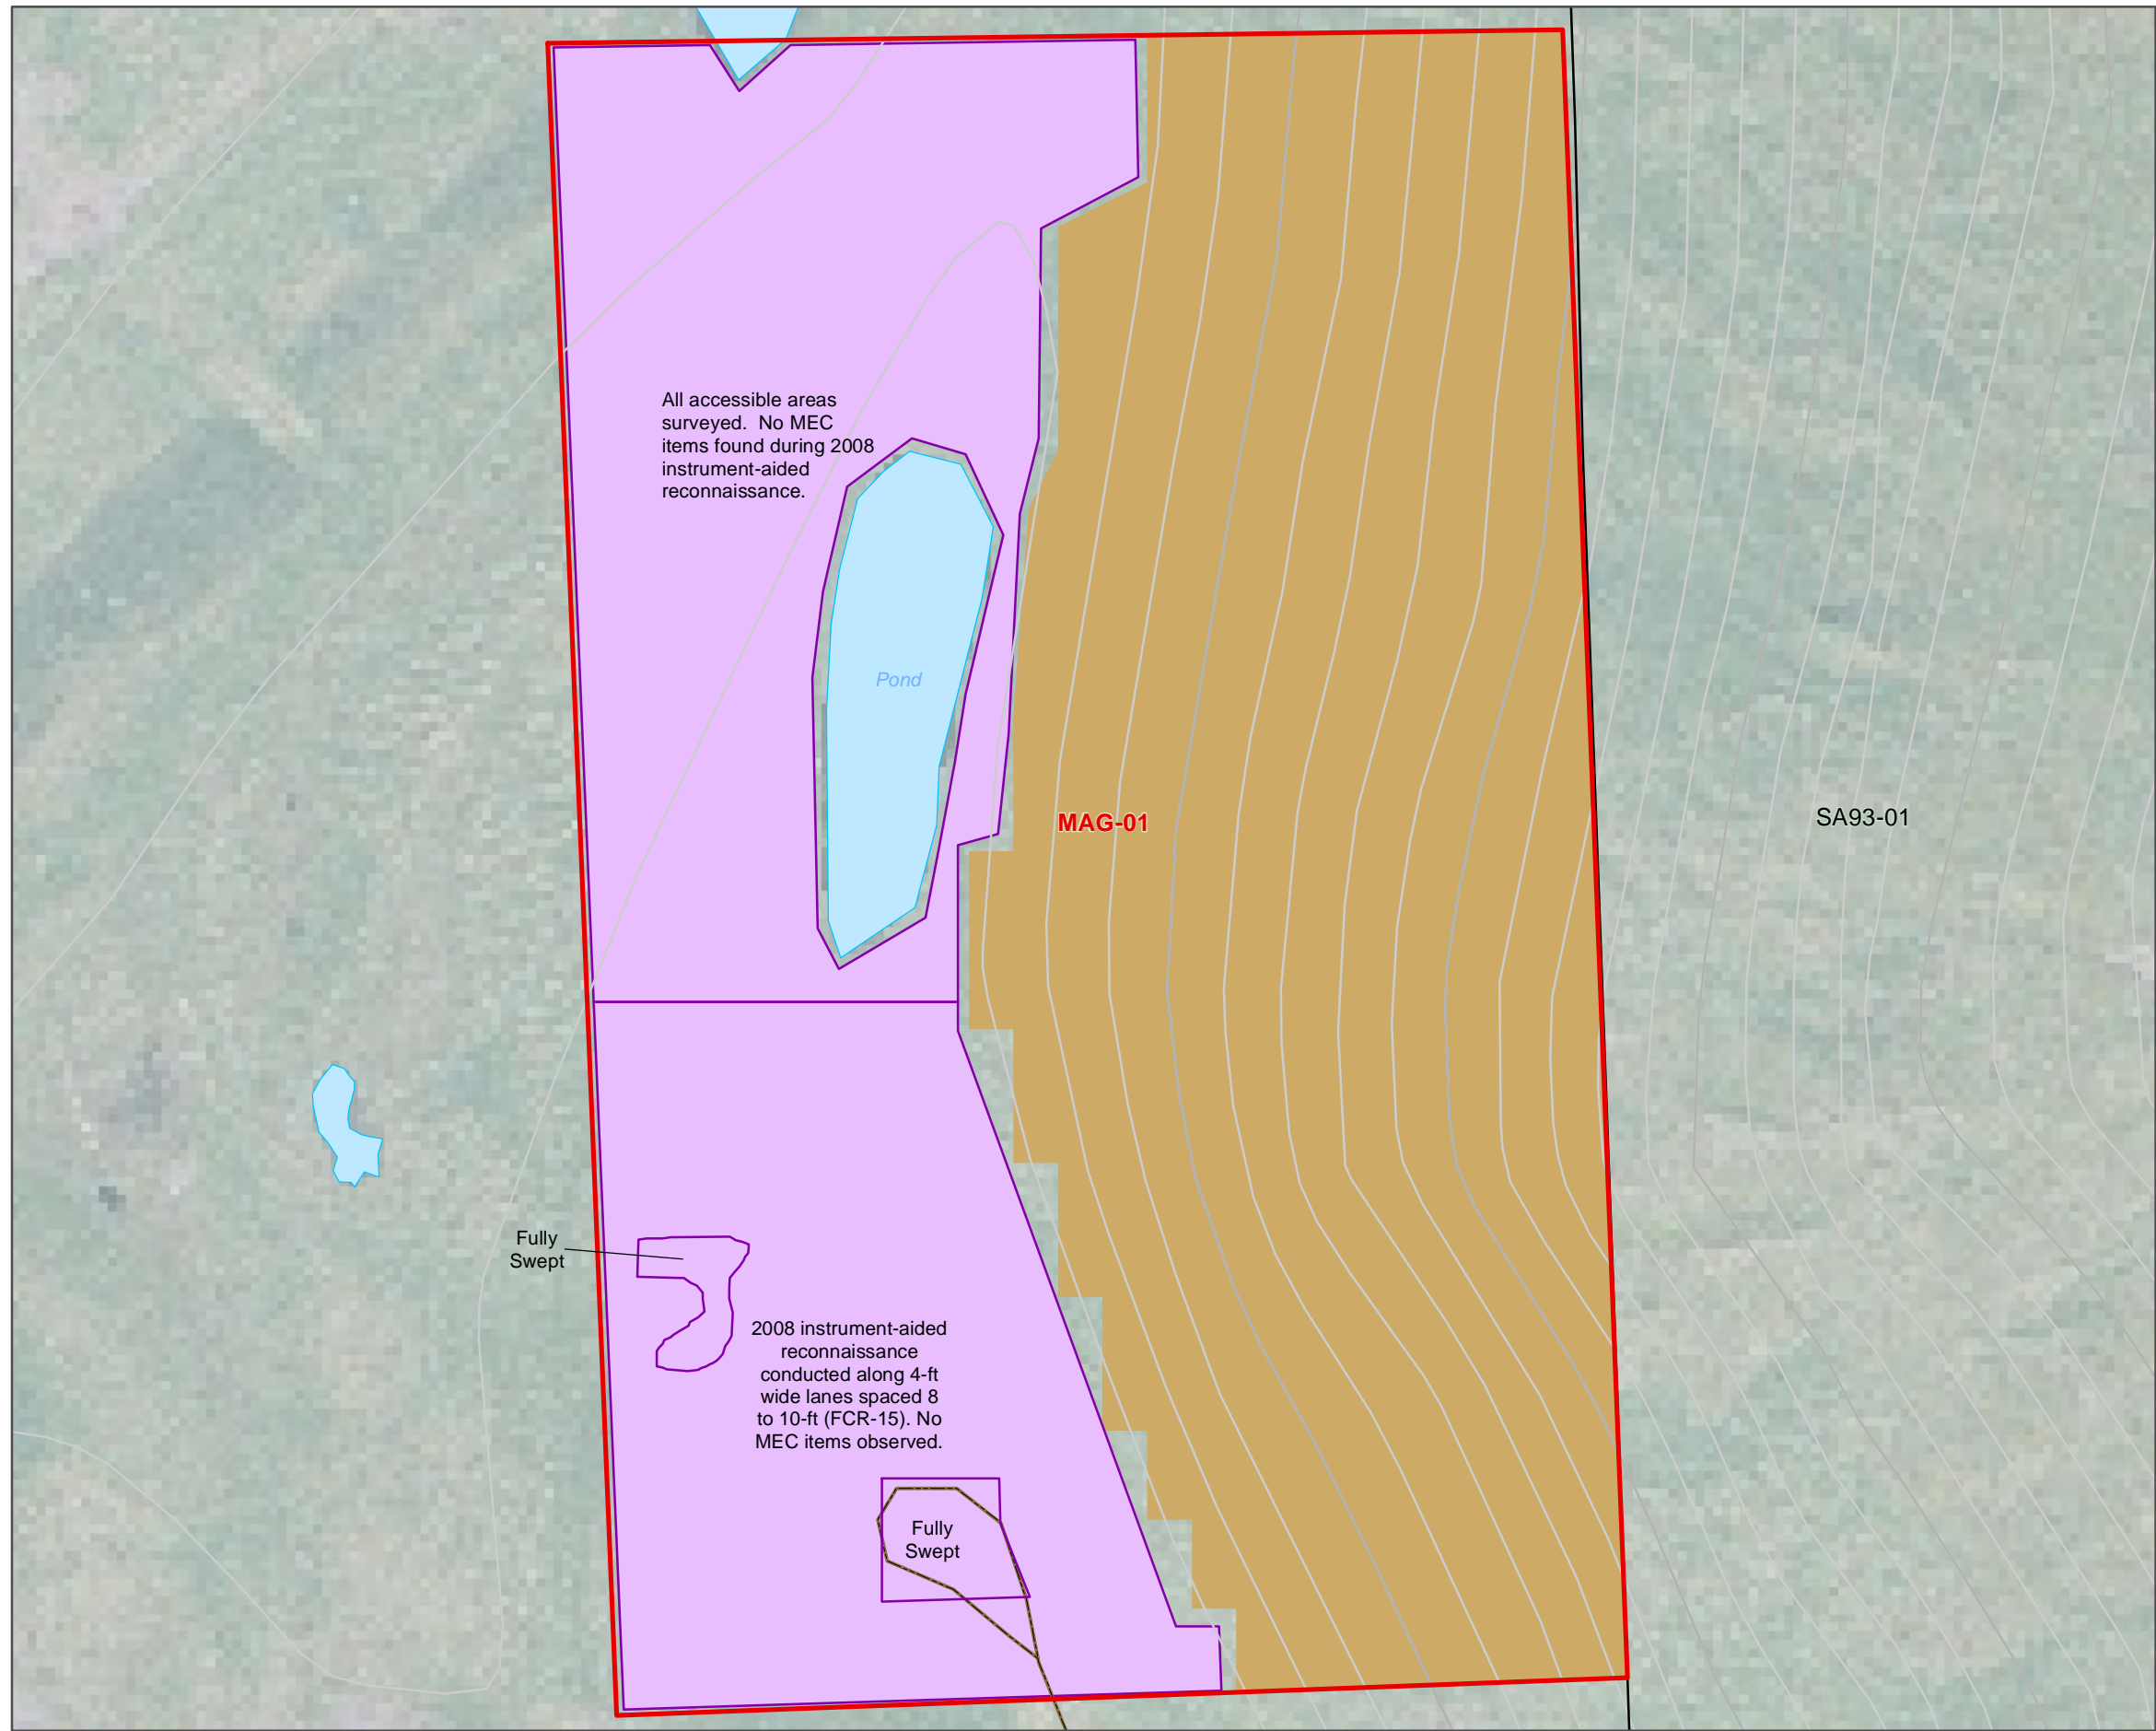 All accessible areas
surveyed.  No MEC
items found during 2008
instrument-aided
reconnaissance.
Pond
MAG-01
SA93-01
Fully
Swept
2008 instrument-aided
reconnaissance
conducted along 4-ft
wide lanes spaced 8
to 10-ft (FCR-15). No
MEC items observed.
Fully
Swept